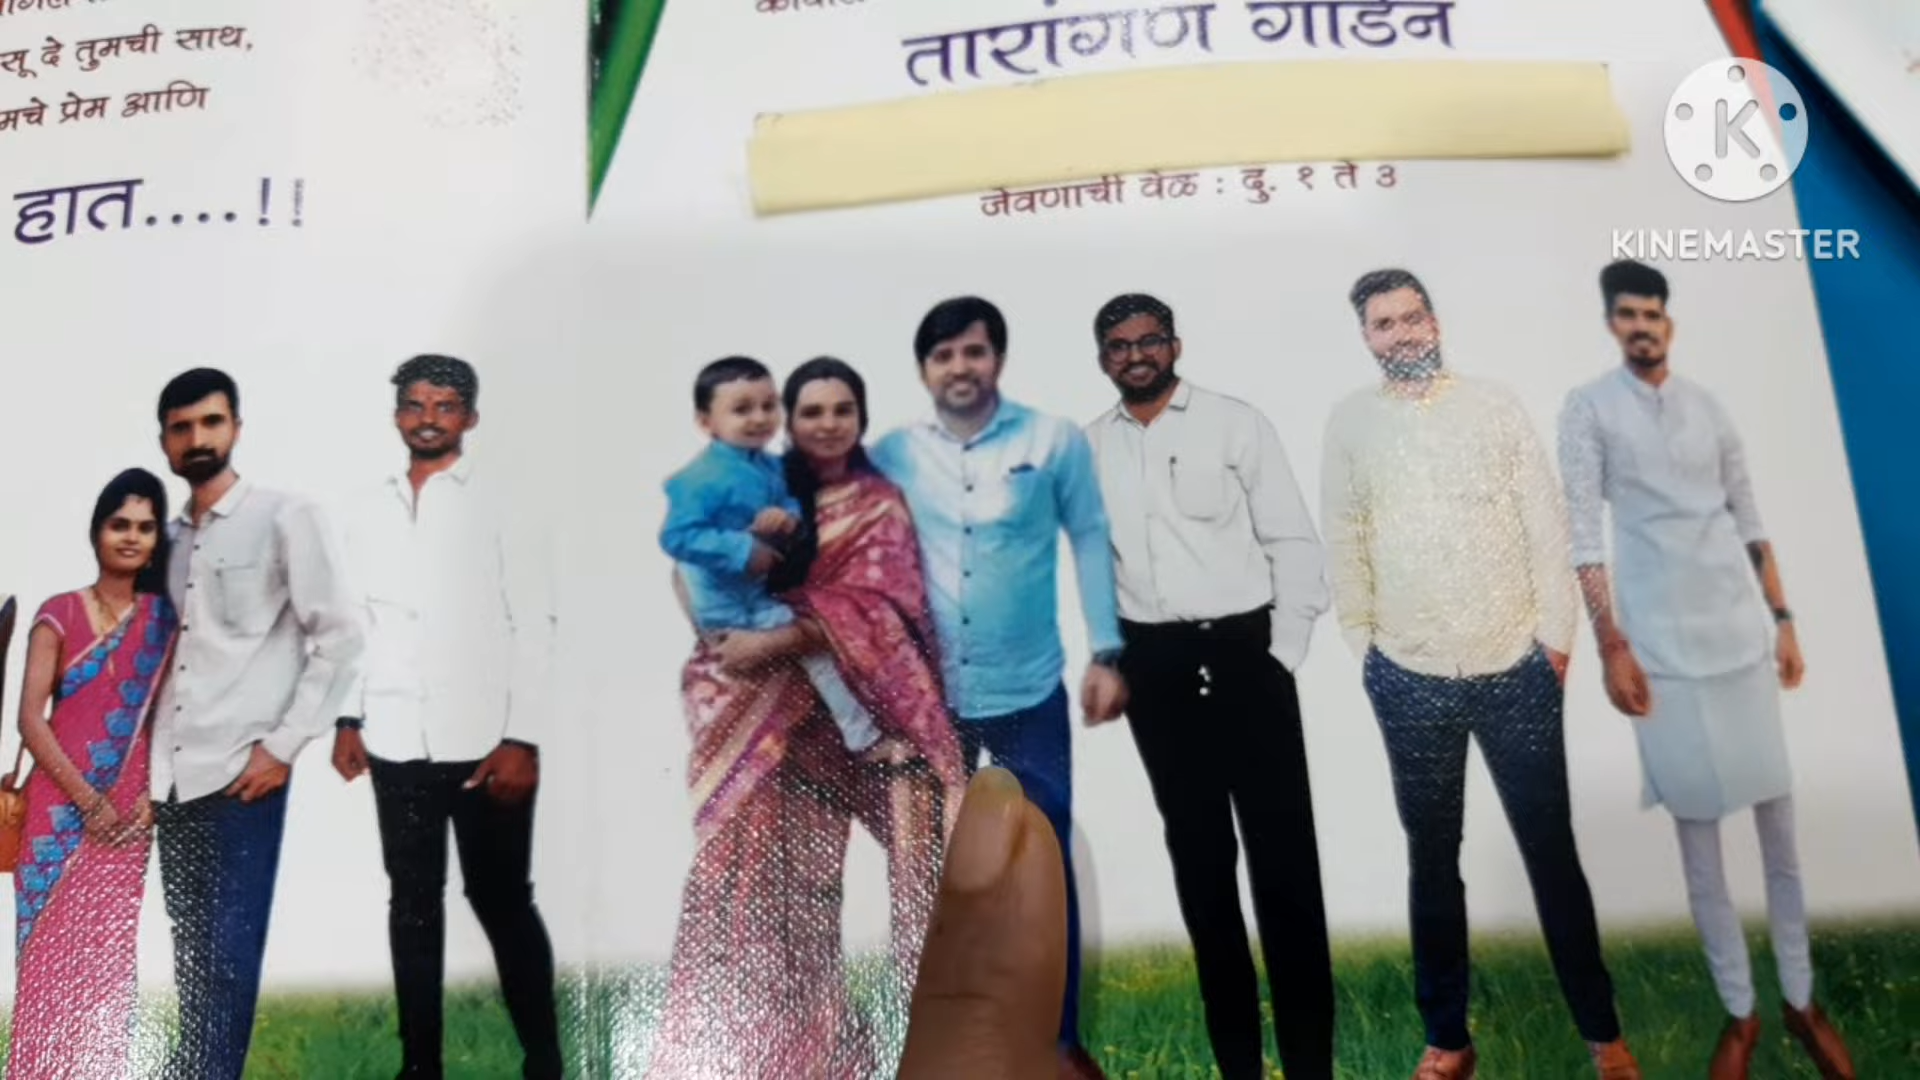 सू दे तुमची साथ,
मचे प्रेम आणि
हात....!!
तारांगण गार्डन
जेवणाची वेळ : दु. १ ते ३
K
KINEMASTER